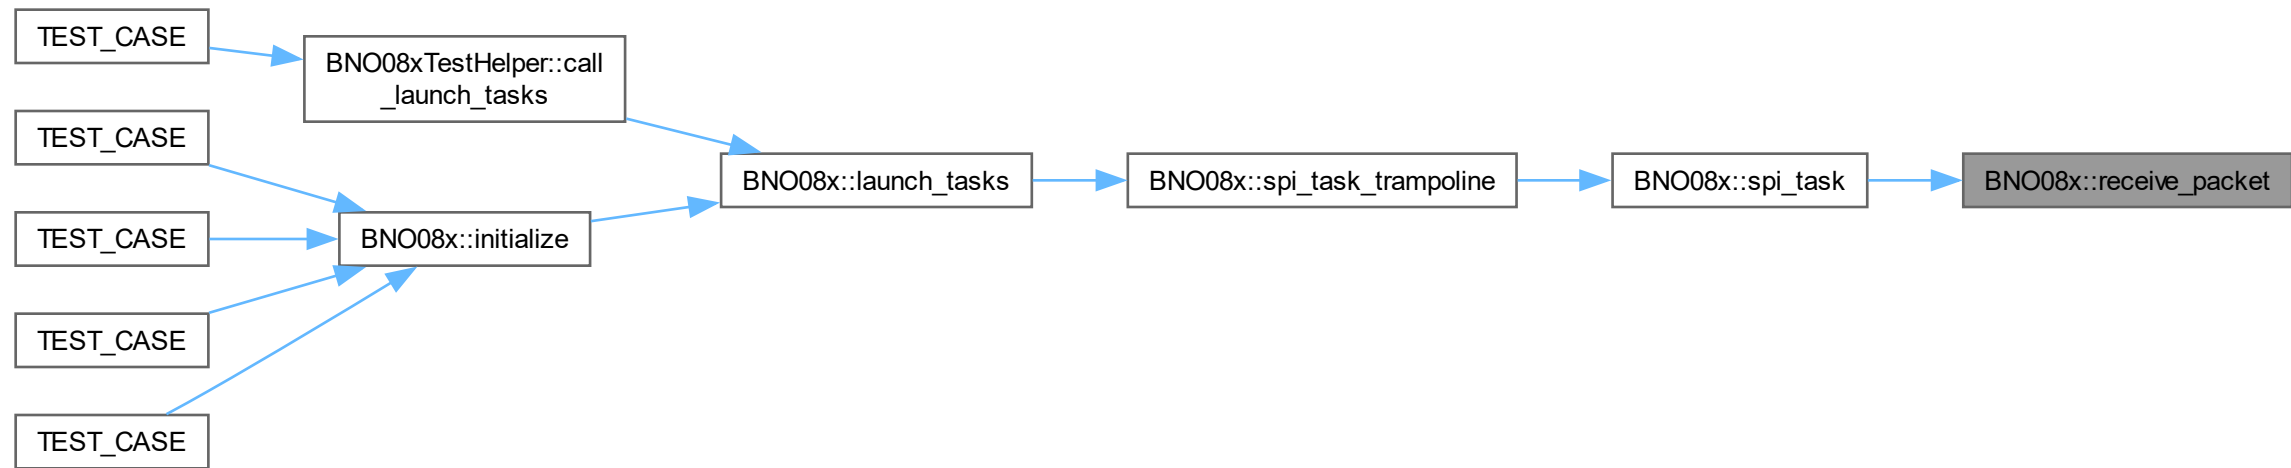 TEST_CASE
BNO08xTestHelper::call
_launch_tasks
TEST_CASE
BNO08x::launch_tasks
BNO08x::spi_task_trampoline
BNO08x::spi_task
BNO08x::receive_packet
TEST_CASE
BNO08x::initialize
TEST_CASE
TEST_CASE